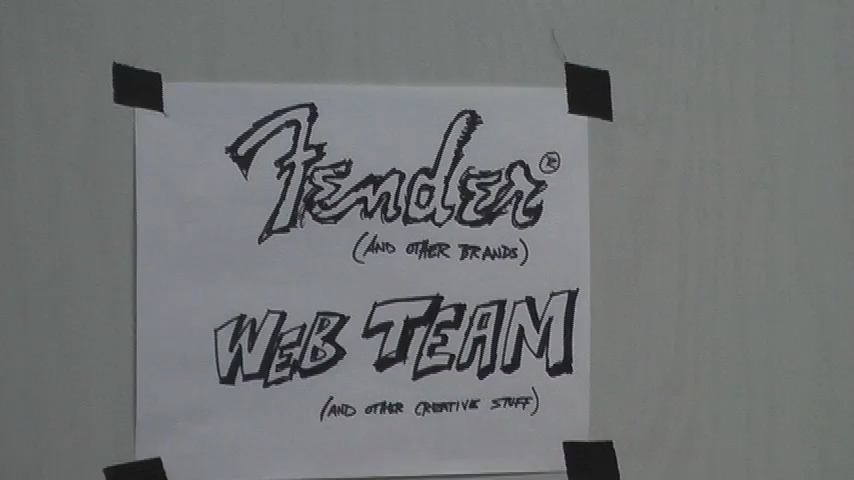 Fender®
(AND OTHER BRANDS)
WEB TEAM
(AND OTHER CREATIVE STUFF)